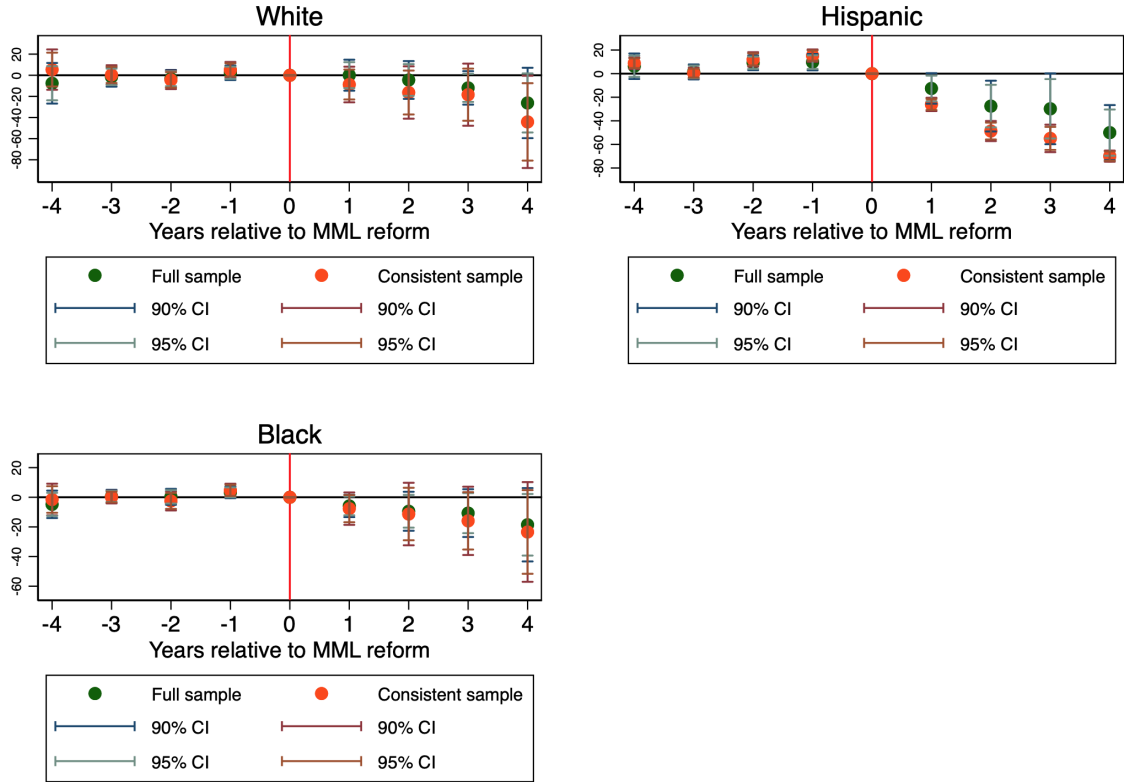 White
20
0
-20
-40
-60
-80
-4 -3 -2 -1 0 1 2 3 4
Years relative to MML reform
Full sample Consistent sample
90% CI 90% CI
95% CI 95% CI
Hispanic
20
0
-20
-40
-60
-80
-4 -3 -2 -1 0 1 2 3 4
Years relative to MML reform
Full sample Consistent sample
90% CI 90% CI
95% CI 95% CI
Black
20
0
-20
-40
-60
-4 -3 -2 -1 0 1 2 3 4
Years relative to MML reform
Full sample Consistent sample
90% CI 90% CI
95% CI 95% CI